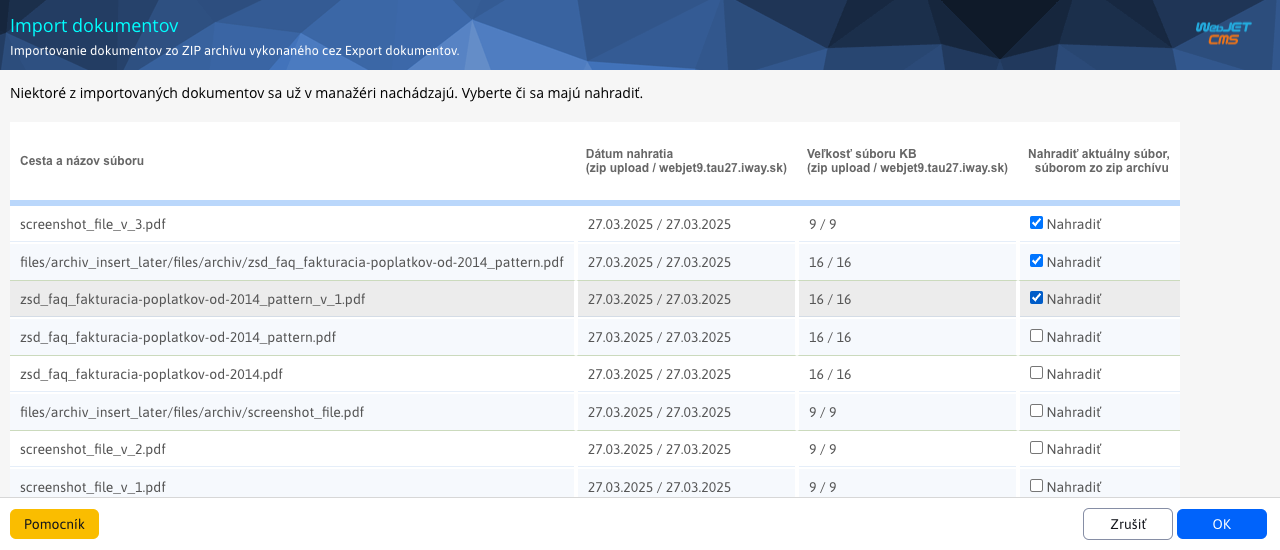 Import dokumentov
Importovanie dokumentov zo ZIP archívu vykonaného cez Export dokumentov.
WebJET
CMS
Niektoré z importovaných dokumentov sa už v manažéri nachádzajú. Vyberte či sa majú nahradiť.
Cesta a názov súboru
Dátum nahratia
(zip upload / webjet9.tau27.iway.sk)
Veľkosť súboru KB
(zip upload / webjet9.tau27.iway.sk)
Nahradiť aktuálny súbor,
súborom zo zip archívu
screenshot_file_v_3.pdf 27.03.2025 / 27.03.2025 9 / 9 Nahradiť
files/archiv_insert_later/files/archiv/zsd_faq_fakturacia-poplatkov-od-2014_pattern.pdf 27.03.2025 / 27.03.2025 16 / 16 Nahradiť
zsd_faq_fakturacia-poplatkov-od-2014_pattern_v_1.pdf 27.03.2025 / 27.03.2025 16 / 16 Nahradiť
zsd_faq_fakturacia-poplatkov-od-2014_pattern.pdf 27.03.2025 / 27.03.2025 16 / 16 Nahradiť
zsd_faq_fakturacia-poplatkov-od-2014.pdf 27.03.2025 / 27.03.2025 16 / 16 Nahradiť
files/archiv_insert_later/files/archiv/screenshot_file.pdf 27.03.2025 / 27.03.2025 9 / 9 Nahradiť
screenshot_file_v_2.pdf 27.03.2025 / 27.03.2025 9 / 9 Nahradiť
screenshot_file_v_1.pdf 27.03.2025 / 27.03.2025 9 / 9 Nahradiť
Pomocník Zrušiť OK